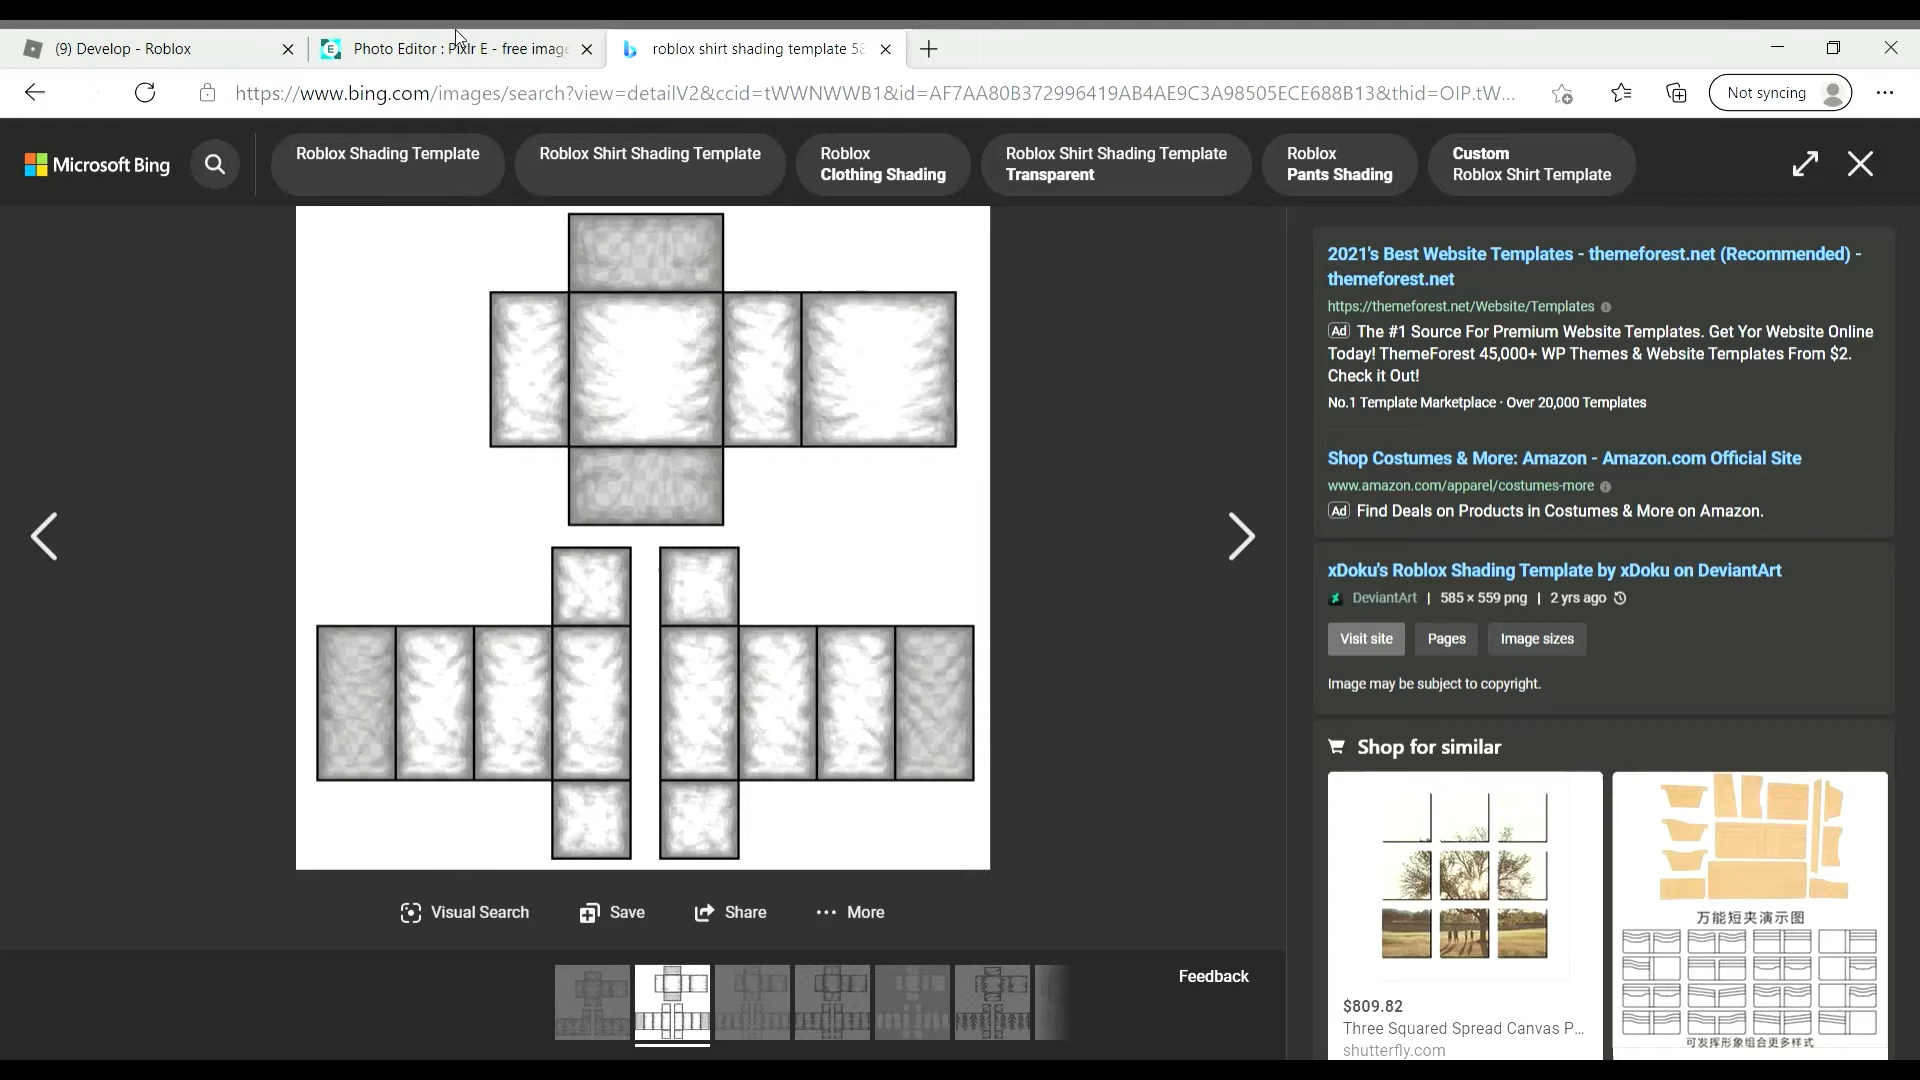 (9) Develop - Roblox
Photo Editor : Pixlr E - free image
roblox shirt shading template 58
https://www.bing.com/images/search?view=detailV2&ccid=tWWNWWB1&id=AF7AA80B372996419AB4AE9C3A98505ECE688B13&thid=OIP.tW...
Not syncing
Microsoft Bing
Roblox Shading Template
Roblox Shirt Shading Template
Roblox
Clothing Shading
Roblox Shirt Shading Template
Transparent
Roblox
Pants Shading
Custom
Roblox Shirt Template
2021's Best Website Templates - themeforest.net (Recommended) -
themeforest.net
https://themeforest.net/Website/Templates
Ad The #1 Source For Premium Website Templates. Get Yor Website Online
Today! ThemeForest 45,000+ WP Themes & Website Templates From $2.
Check it Out!
No.1 Template Marketplace · Over 20,000 Templates
Shop Costumes & More: Amazon - Amazon.com Official Site
www.amazon.com/apparel/costumes-more
Ad Find Deals on Products in Costumes & More on Amazon.
xDoku's Roblox Shading Template by xDoku on DeviantArt
DeviantArt | 585 × 559 png | 2 yrs ago
Visit site
Pages
Image sizes
Image may be subject to copyright.
Shop for similar
万能短夹演示图
可发挥形象组合更多样式
$809.82
Three Squared Spread Canvas P...
shutterfly.com
Visual Search
Save
Share
More
Feedback